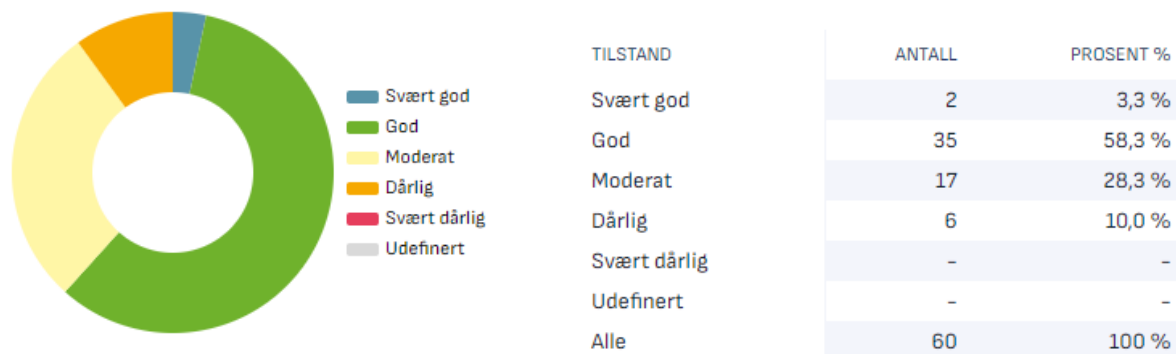 Svært god
God
Moderat
Dårlig
Svært dårlig
Udefinert
TILSTAND ANTALL PROSENT %
Svært god 2 3,3 %
God 35 58,3 %
Moderat 17 28,3 %
Dårlig 6 10,0 %
Svært dårlig - -
Udefinert - -
Alle 60 100 %